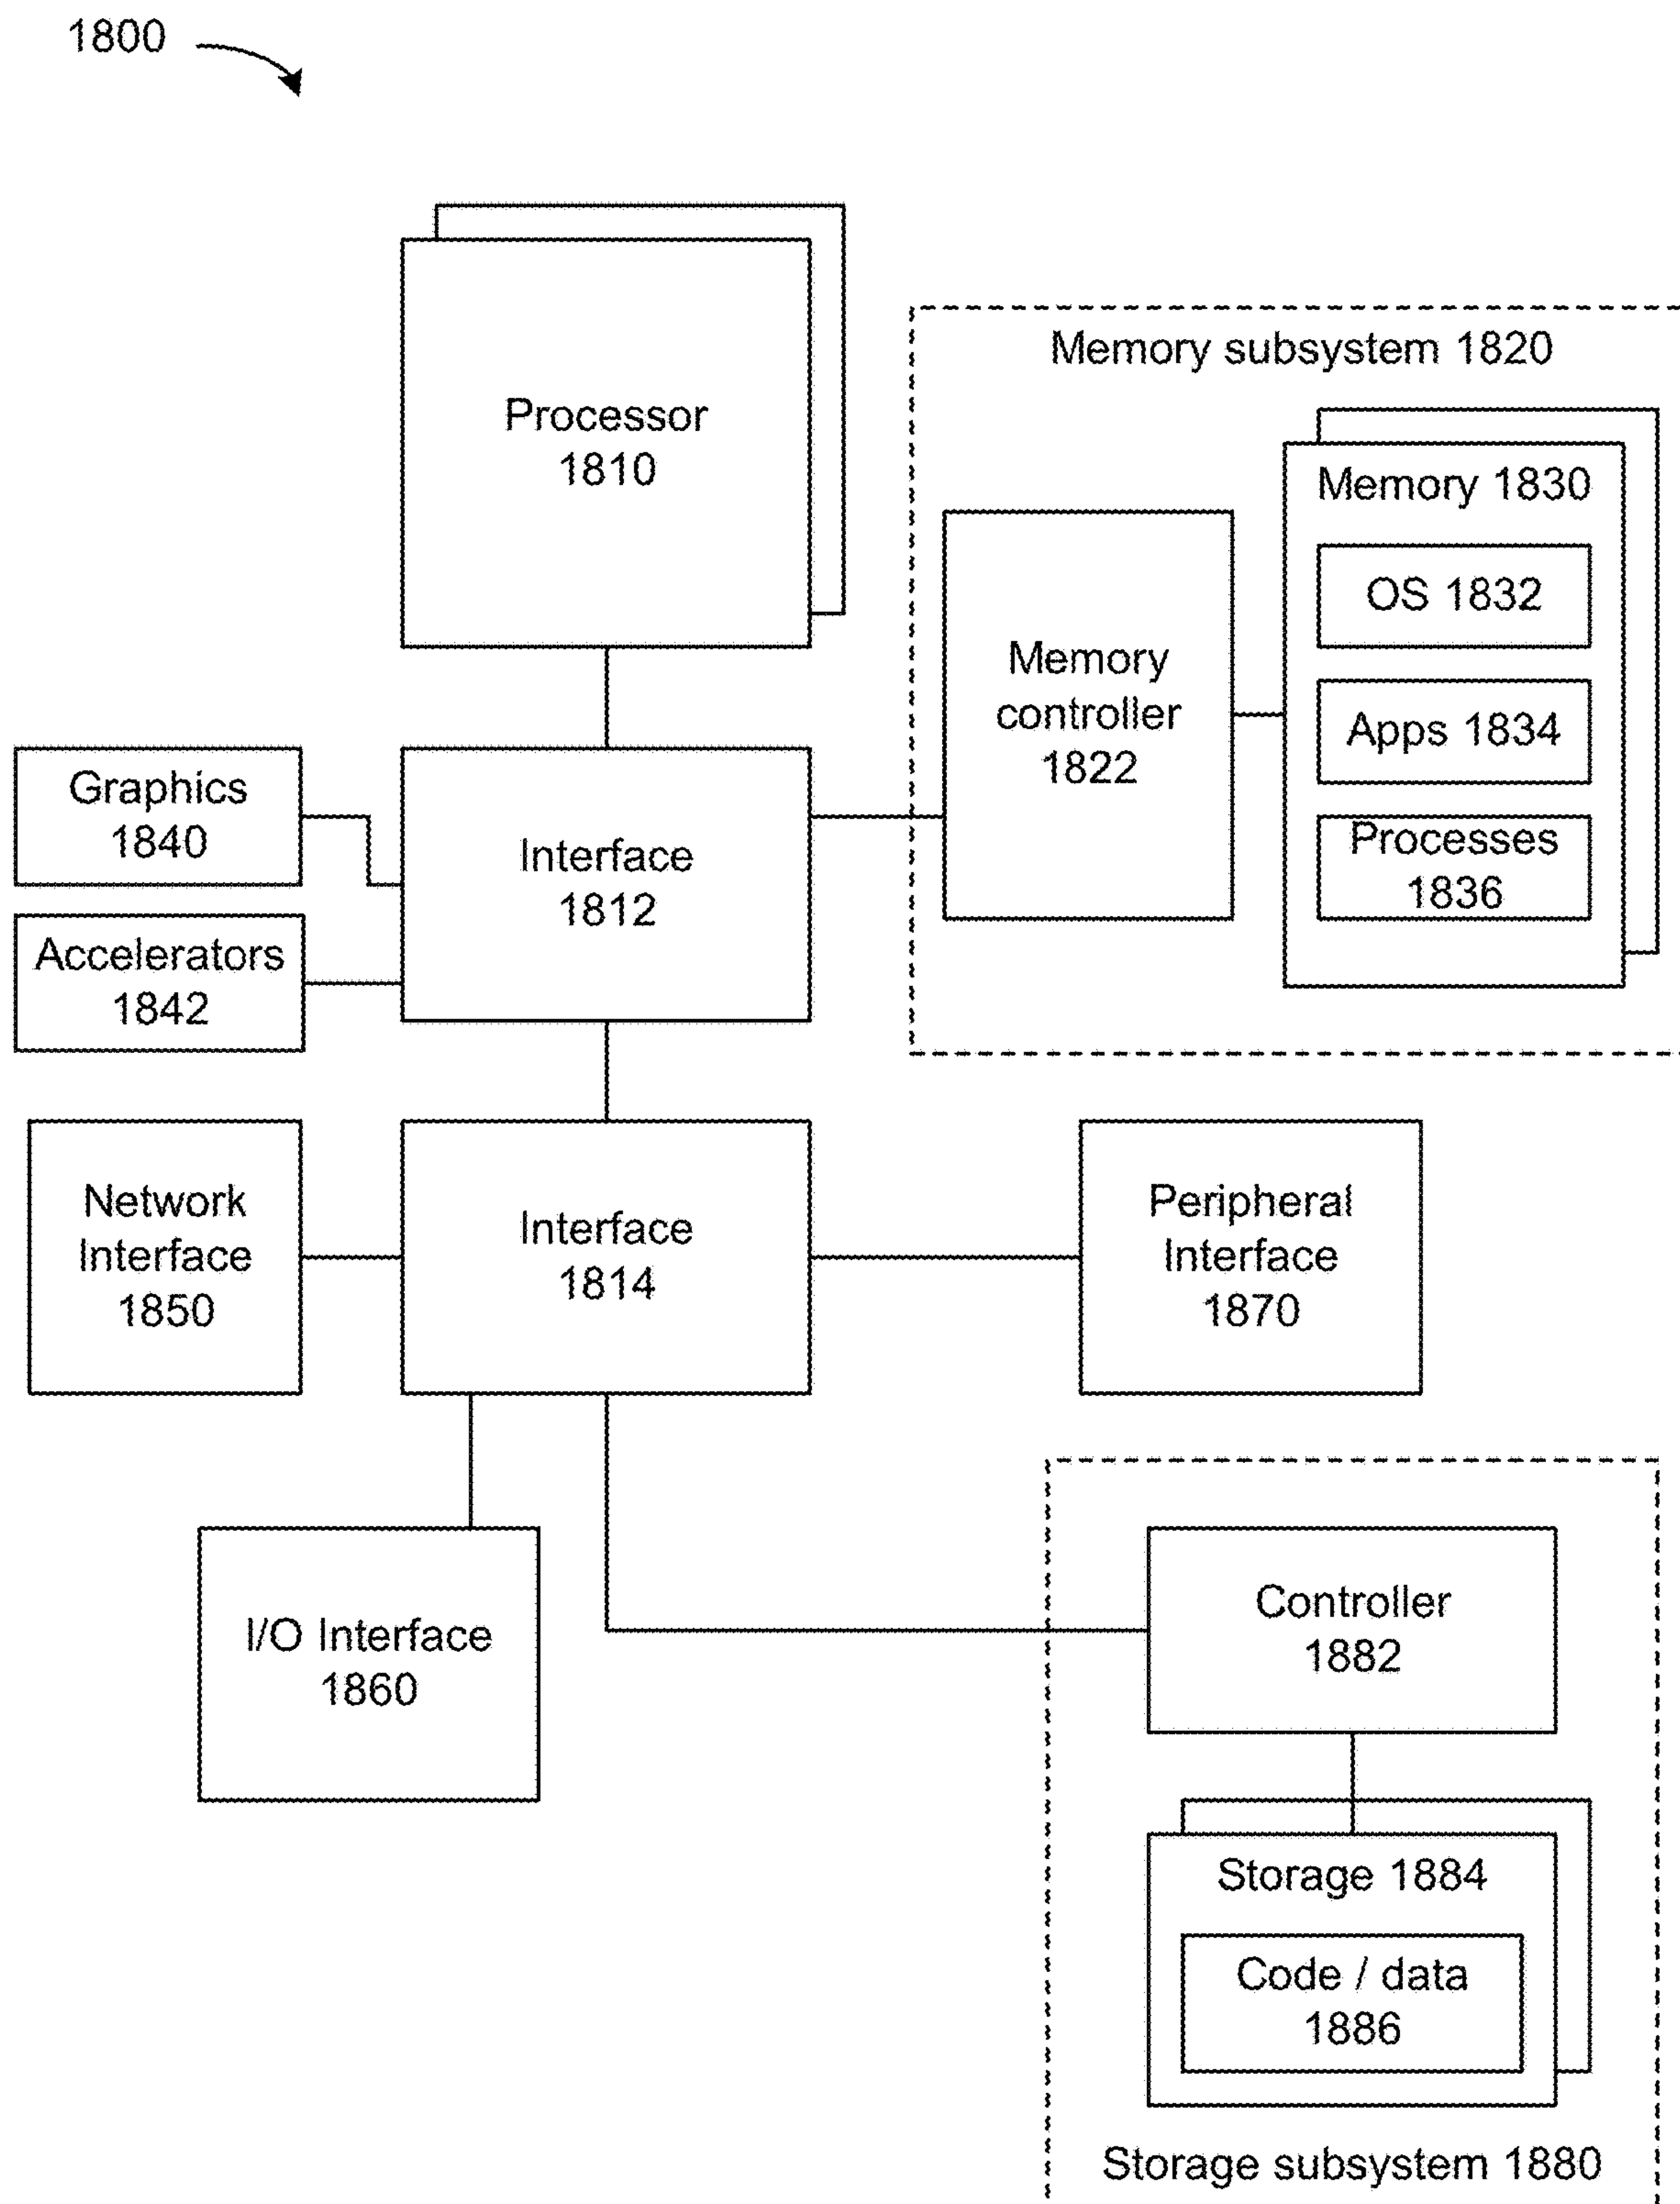 1800
Processor
1810
Memory subsystem 1820
Memory 1830
OS 1832
Memory
controller
1822
Apps 1834
Processes
1836
Graphics
1840
Interface
1812
Accelerators
1842
Network
Interface
1850
Interface
1814
Peripheral
Interface
1870
I/O Interface
1860
Controller
1882
Storage 1884
Code / data
1886
Storage subsystem 1880